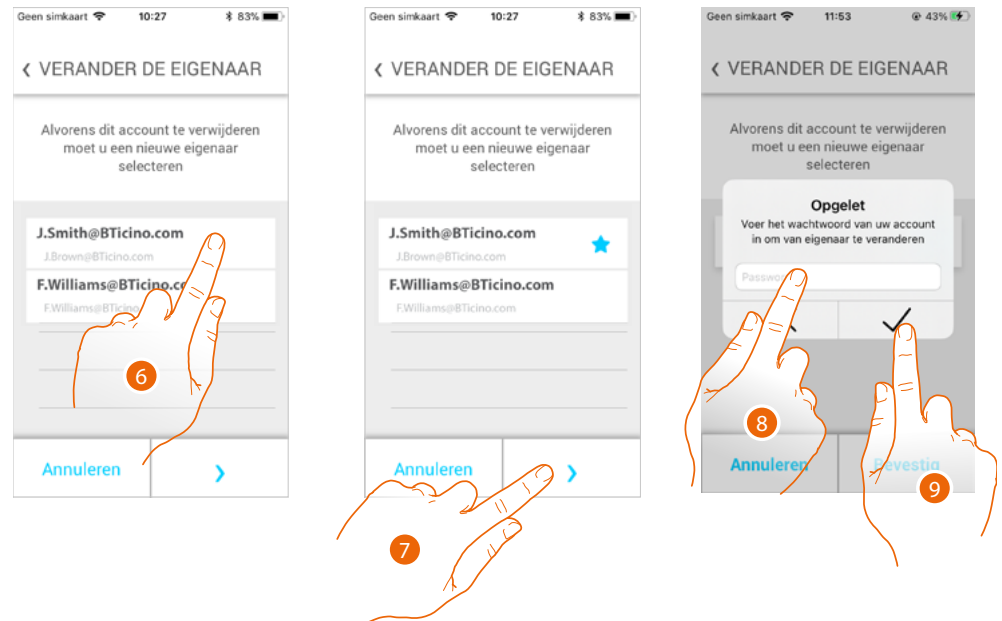 Geen simkaart 10:27 83%
VERANDER DE EIGENAAR
Alvorens dit account te verwijderen
moet u een nieuwe eigenaar
selecteren
J.Smith@BTicino.com
J.Brown@BTicino.com
F.Williams@BTicino.co
F.Williams@BTicino
Annuleren
6
Geen simkaart 10:27 83%
VERANDER DE EIGENAAR
Alvorens dit account te verwijderen
moet u een nieuwe eigenaar
selecteren
J.Smith@BTicino.com
J.Brown@BTicino.com
F.Williams@BTicino.com
F.Williams@BTicino.com
Annuleren
7
Geen simkaart 11:53 43%
VERANDER DE EIGENAAR
Alvorens dit account te verwijderen
moet u een nieuwe eigenaar
selecteren
Opgelet
Voer het wachtwoord van uw account
in om van eigenaar te veranderen
Passwo
8
Annuleren Bevestig
9